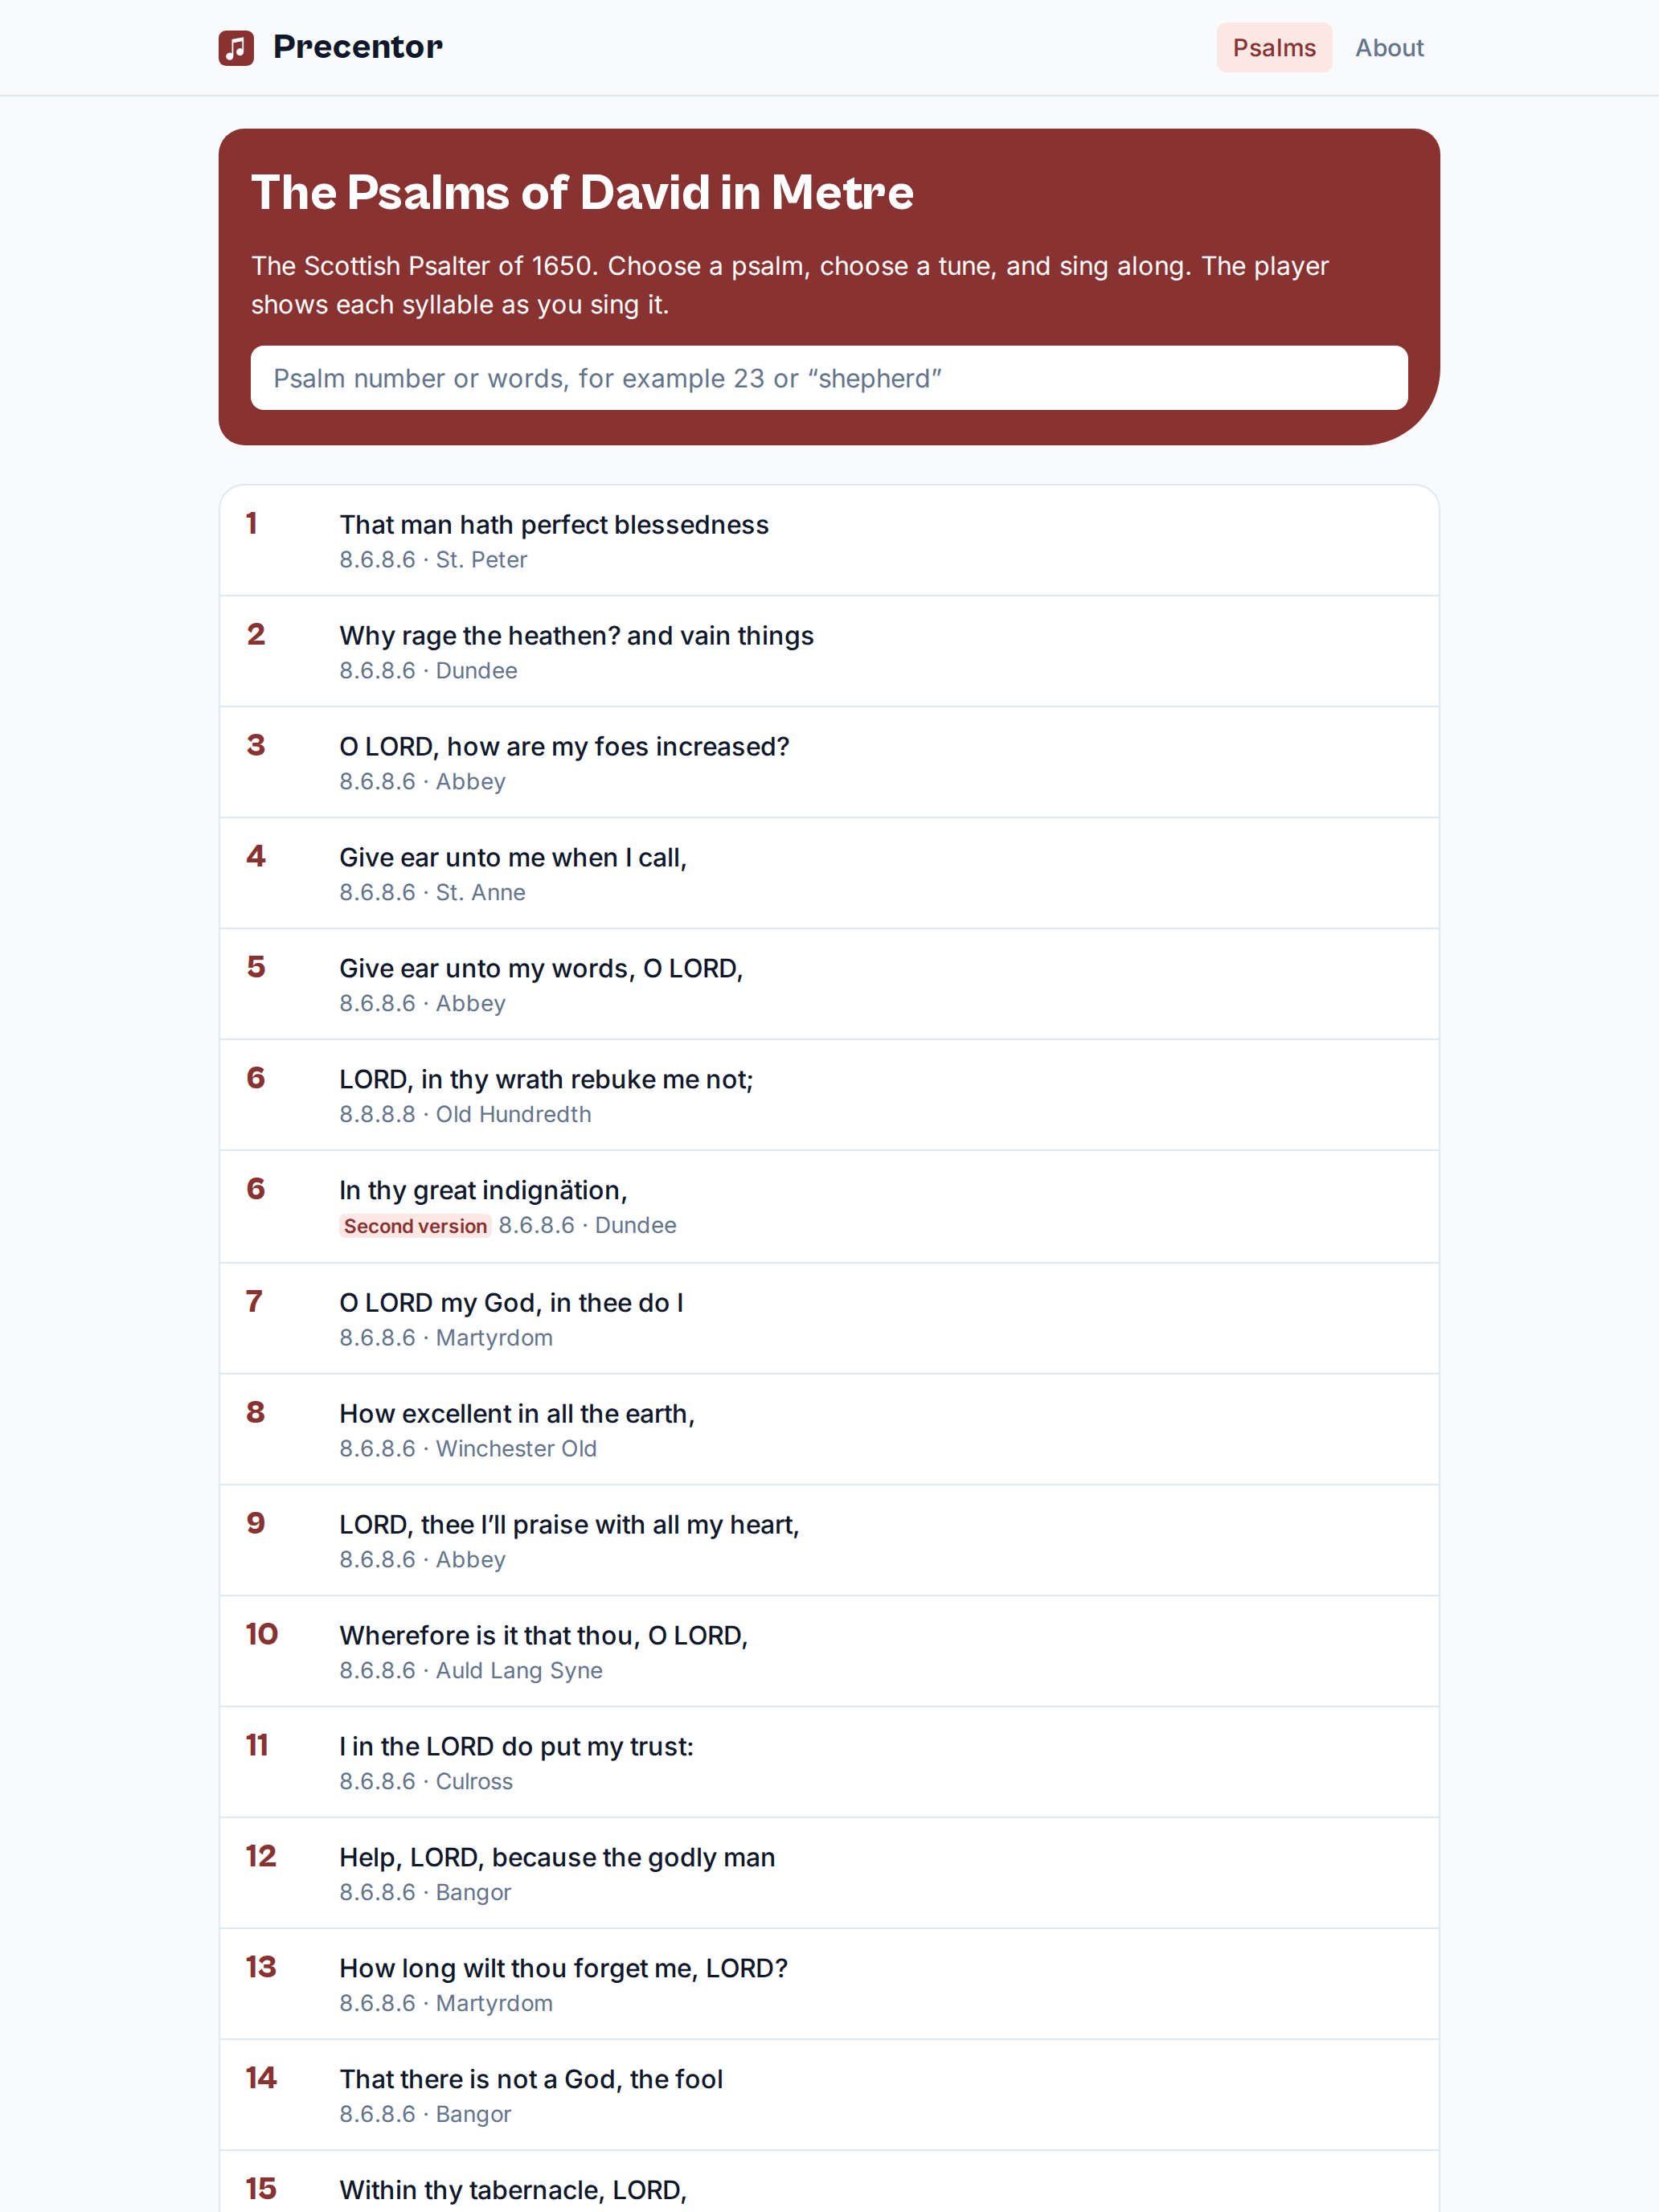 Precentor
Psalms
About
The Psalms of David in Metre
The Scottish Psalter of 1650. Choose a psalm, choose a tune, and sing along. The player
shows each syllable as you sing it.
Psalm number or words, for example 23 or “shepherd”
1
That man hath perfect blessedness
8.6.8.6 · St. Peter
2
Why rage the heathen? and vain things
8.6.8.6 · Dundee
3
O LORD, how are my foes increased?
8.6.8.6 · Abbey
4
Give ear unto me when I call,
8.6.8.6 · St. Anne
5
Give ear unto my words, O LORD,
8.6.8.6 · Abbey
6
LORD, in thy wrath rebuke me not;
8.8.8.8 · Old Hundredth
6
In thy great indignätion,
Second version 8.6.8.6 · Dundee
7
O LORD my God, in thee do I
8.6.8.6 · Martyrdom
8
How excellent in all the earth,
8.6.8.6 · Winchester Old
9
LORD, thee I’ll praise with all my heart,
8.6.8.6 · Abbey
10
Wherefore is it that thou, O LORD,
8.6.8.6 · Auld Lang Syne
11
I in the LORD do put my trust:
8.6.8.6 · Culross
12
Help, LORD, because the godly man
8.6.8.6 · Bangor
13
How long wilt thou forget me, LORD?
8.6.8.6 · Martyrdom
14
That there is not a God, the fool
8.6.8.6 · Bangor
15
Within thy tabernacle, LORD,